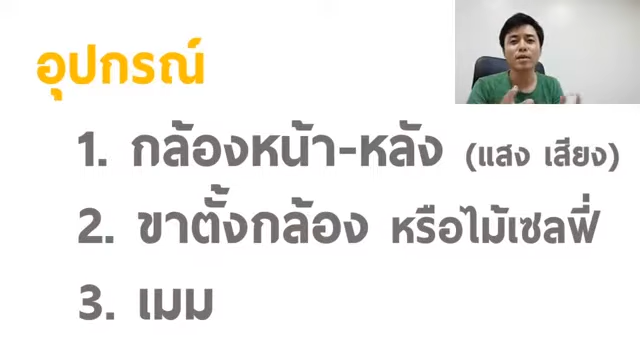 อุปกรณ์
1. กล้องหน้า-หลัง (แสง เสียง)
2. ขาตั้งกล้อง หรือไม้เซลฟี่
3. เมม